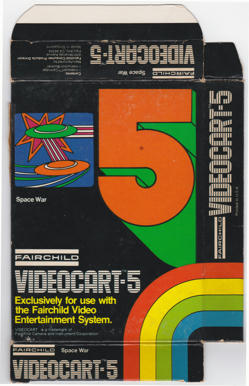 FAIRCHILD
Space War
VIDEOCART-5
5
Space War
FAIRCHILD
VIDEOCART-5
FAIRCHILD
VIDEOCART™-5
Exclusively for use with
the Fairchild Video
Entertainment System.
VIDEOCART is a trademark of
Fairchild Camera and Instrument Corporation.
FAIRCHILD Space War
VIDEOCART-5